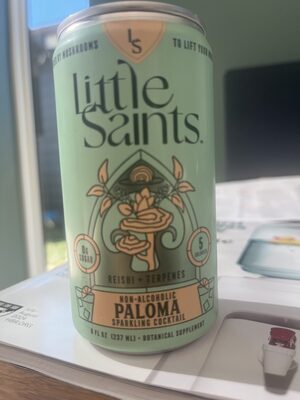 MUSHROOMS
TO LIFT YOUR
LS
Little
Saints.
0g
SUGAR
5
REISHI + TERPENES
NON-ALCOHOLIC
PALOMA
SPARKLING COCKTAIL
8 FL OZ (237 ML) • BOTANICAL SUPPLEMENT